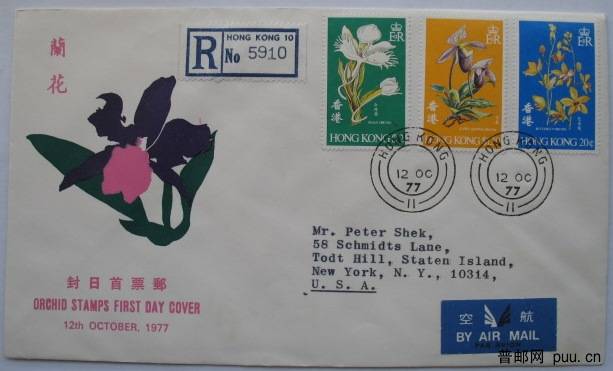 蘭花
HONG KONG 10
R No 5910
香港
HONG KONG
香港
HONG KONG
香港
HONG KONG 20c
HONG KONG
12 OC
77
11
HONG KONG
12 OC
77
11
Mr. Peter Shek,
58 Schmidts Lane,
Todt Hill, Staten Island,
New York, N. Y., 10314,
U. S. A.
封日首票郵
ORCHID STAMPS FIRST DAY COVER
12th OCTOBER, 1977
空 航
BY AIR MAIL
PAR AVION
普邮网 puu.cn